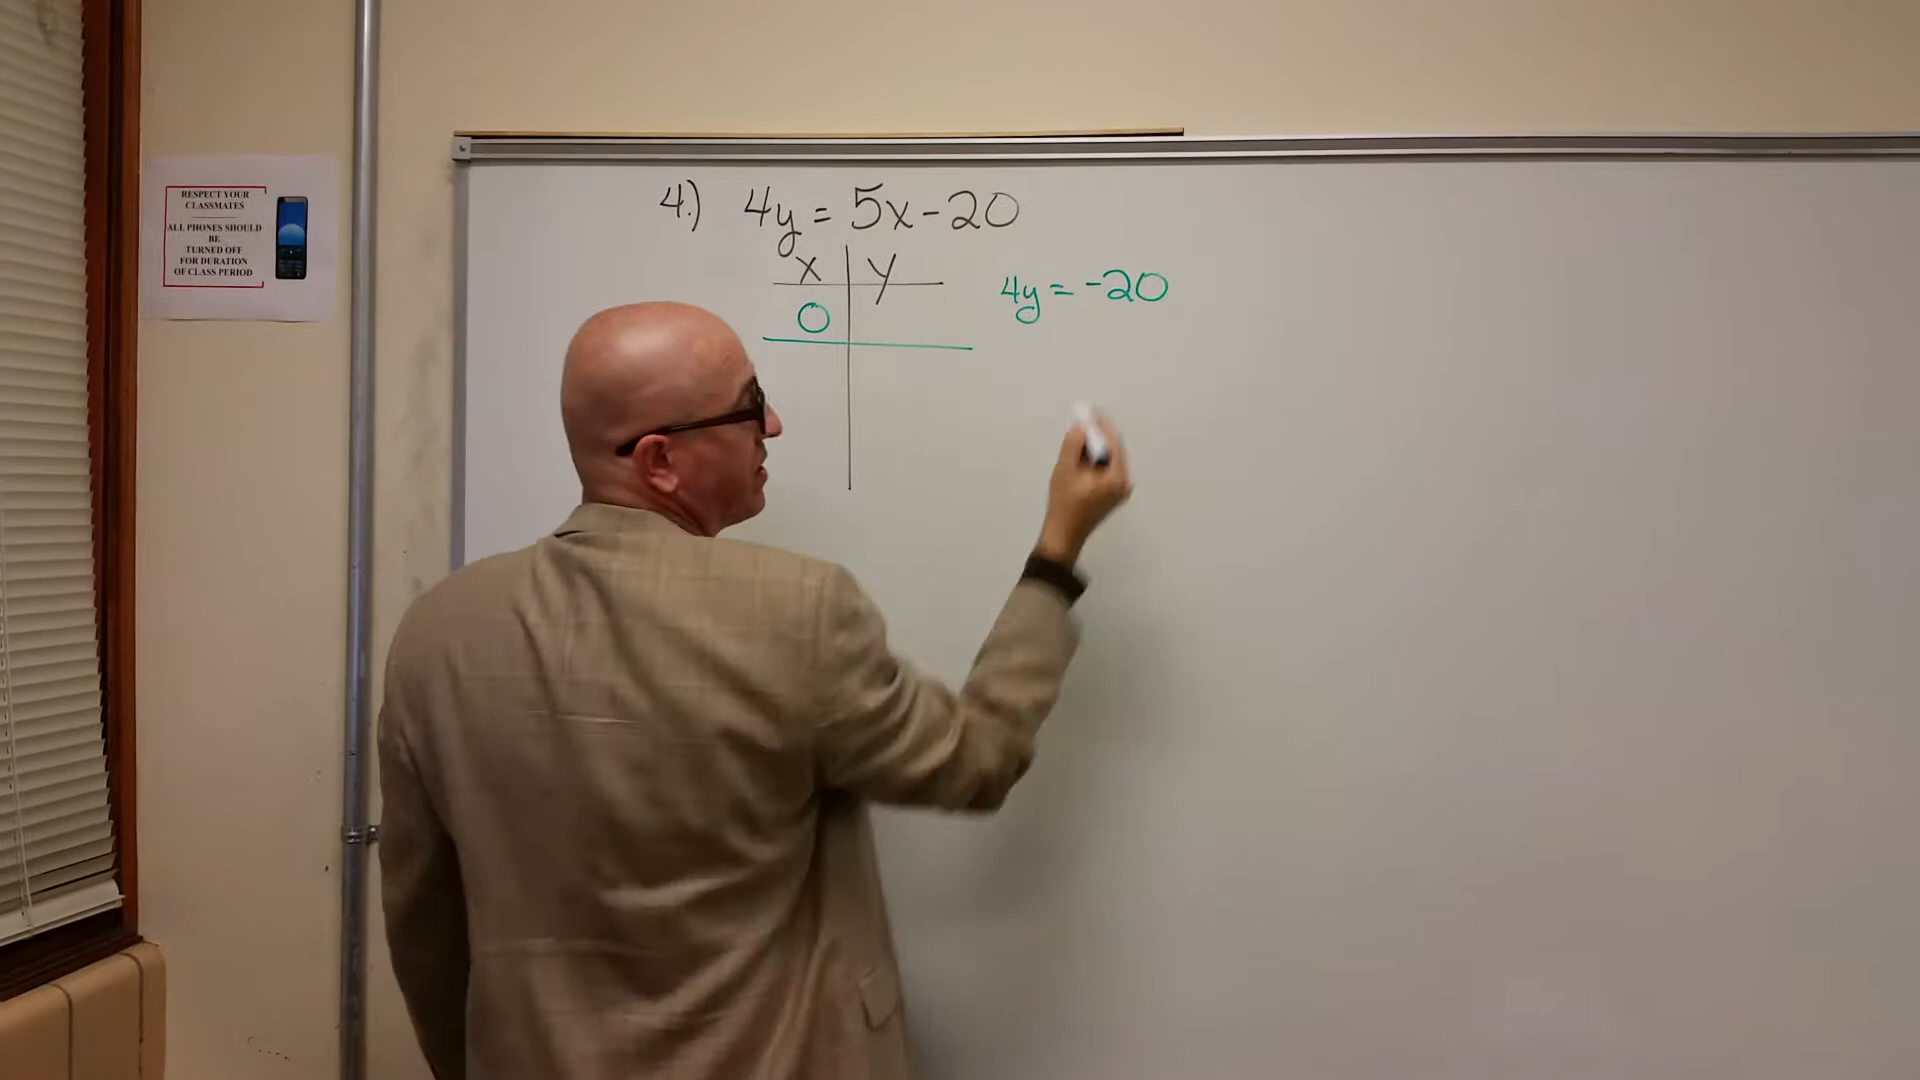 RESPECT YOUR
CLASSMATES
ALL PHONES SHOULD
BE
TURNED OFF
FOR DURATION
OF CLASS PERIOD
4.) 4y = 5x - 20
x y
0
4y = -20